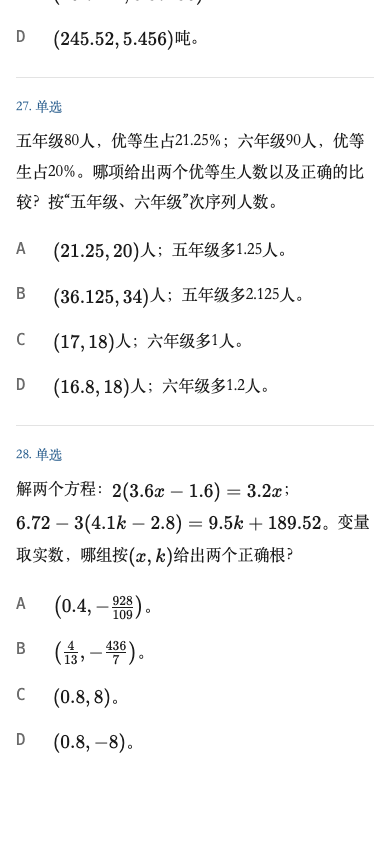 D (245.52, 5.456)吨。
27. 单选
五年级80人，优等生占21.25%；六年级90人，优等
生占20%。哪项给出两个优等生人数以及正确的比
较？按“五年级、六年级”次序列人数。
A (21.25, 20)人；五年级多1.25人。
B (36.125, 34)人；五年级多2.125人。
C (17, 18)人；六年级多1人。
D (16.8, 18)人；六年级多1.2人。
28. 单选
解两个方程：2(3.6x − 1.6) = 3.2x；
6.72 − 3(4.1k − 2.8) = 9.5k + 189.52。变量
取实数，哪组按(x, k)给出两个正确根？
A (0.4, −928/109)。
B (4/13, −436/7)。
C (0.8, 8)。
D (0.8, −8)。